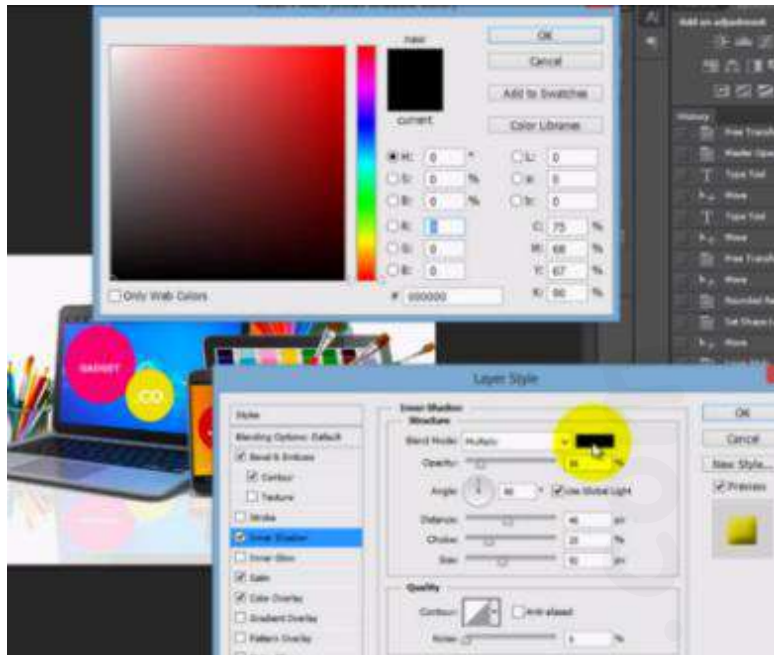 new
OK
Cancel
Add to Swatches
current
Color Libraries
H: 0 °
S: 0 %
B: 0 %
R:
G: 0
B: 0
L: 0
a: 0
b: 0
C: 75 %
M: 68 %
Y: 67 %
K: 90 %
Only Web Colors
# 000000
Add an adjustment
History
Free Transform
Type Tool
Move
Type Tool
Move
Move
Move
GADGET
.CO
Layer Style
Styles
Blending Options: Default
Bevel & Emboss
Contour
Texture
Stroke
Inner Shadow
Inner Glow
Satin
Color Overlay
Gradient Overlay
Pattern Overlay
Inner Shadow
Structure
Blend Mode: Multiply
Opacity: %
Angle: 90 ° Use Global Light
Distance: px
Choke: %
Size: px
Quality
Contour: Anti-aliased
Noise: %
OK
Cancel
New Style...
Preview